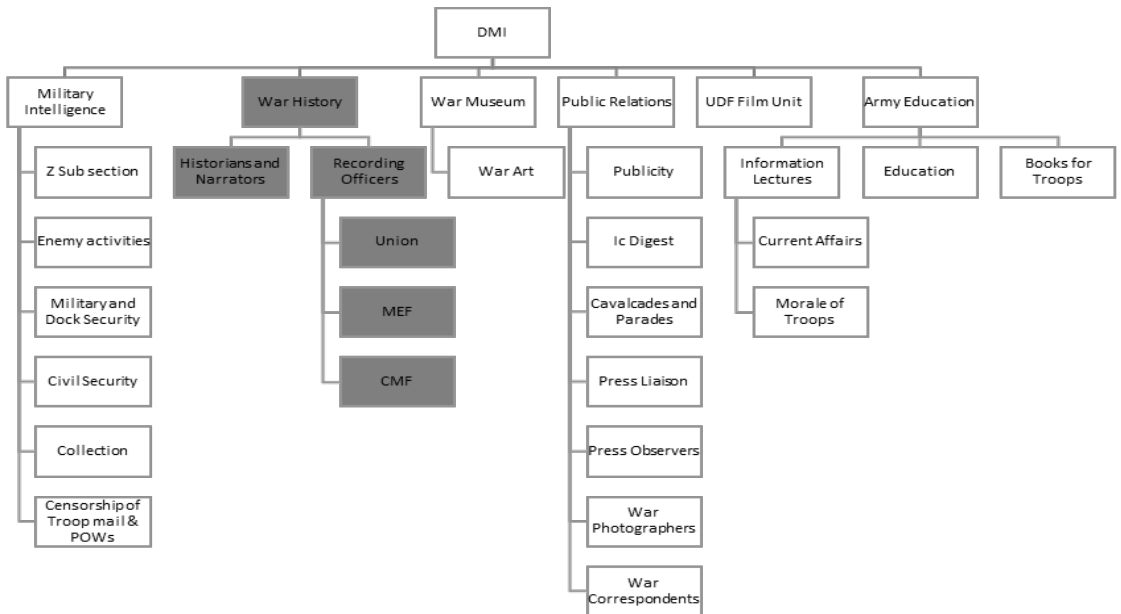 DMI
Military
Intelligence
War History
War Museum
Public Relations
UDF Film Unit
Army Education
Z Sub section
Enemy activities
Military and
Dock Security
Civil Security
Collection
Censorship of
Troop mail &
POWs
Historians and
Narrators
Recording
Officers
Union
MEF
CMF
War Art
Publicity
Ic Digest
Cavalcades and
Parades
Press Liaison
Press Observers
War
Photographers
War
Correspondents
Information
Lectures
Current Affairs
Morale of
Troops
Education
Books for
Troops